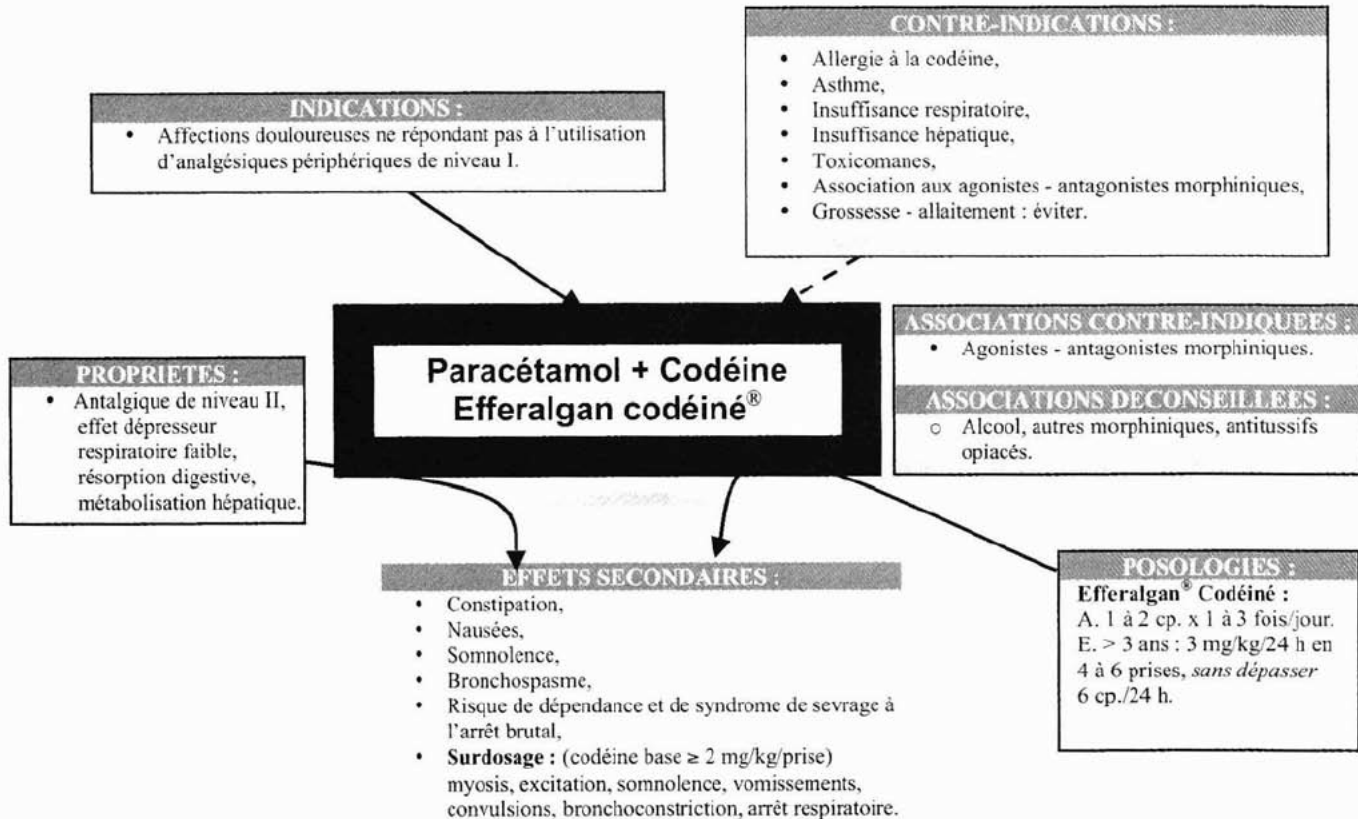 CONTRE-INDICATIONS :
• Allergie à la codéine,
• Asthme,
• Insuffisance respiratoire,
• Insuffisance hépatique,
• Toxicomanes,
• Association aux agonistes - antagonistes morphiniques,
• Grossesse - allaitement : éviter.
INDICATIONS :
• Affections douloureuses ne répondant pas à l'utilisation
d'analgésiques périphériques de niveau I.
Paracétamol + Codéine
Efferalgan codéiné®
ASSOCIATIONS CONTRE-INDIQUEES :
• Agonistes - antagonistes morphiniques.
ASSOCIATIONS DECONSEILLEES :
○ Alcool, autres morphiniques, antitussifs
opiacés.
PROPRIETES :
• Antalgique de niveau II,
effet dépresseur
respiratoire faible,
résorption digestive,
métabolisation hépatique.
EFFETS SECONDAIRES :
• Constipation,
• Nausées,
• Somnolence,
• Bronchospasme,
• Risque de dépendance et de syndrome de sevrage à
l'arrêt brutal,
• Surdosage : (codéine base ≥ 2 mg/kg/prise)
myosis, excitation, somnolence, vomissements,
convulsions, bronchoconstriction, arrêt respiratoire.
POSOLOGIES :
Efferalgan® Codéiné :
A. 1 à 2 cp. x 1 à 3 fois/jour.
E. > 3 ans : 3 mg/kg/24 h en
4 à 6 prises, sans dépasser
6 cp./24 h.